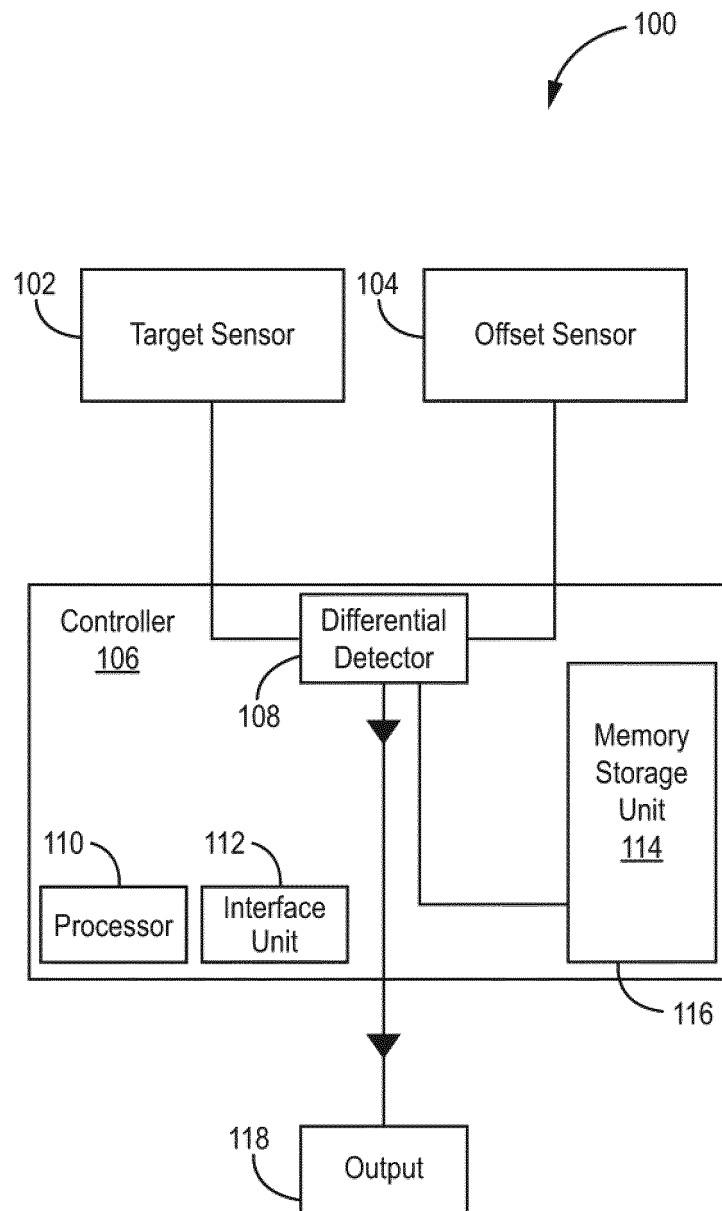 100
102
Target Sensor
104
Offset Sensor
Controller
106
Differential
Detector
108
Memory
Storage
Unit
114
110
Processor
112
Interface
Unit
116
118
Output